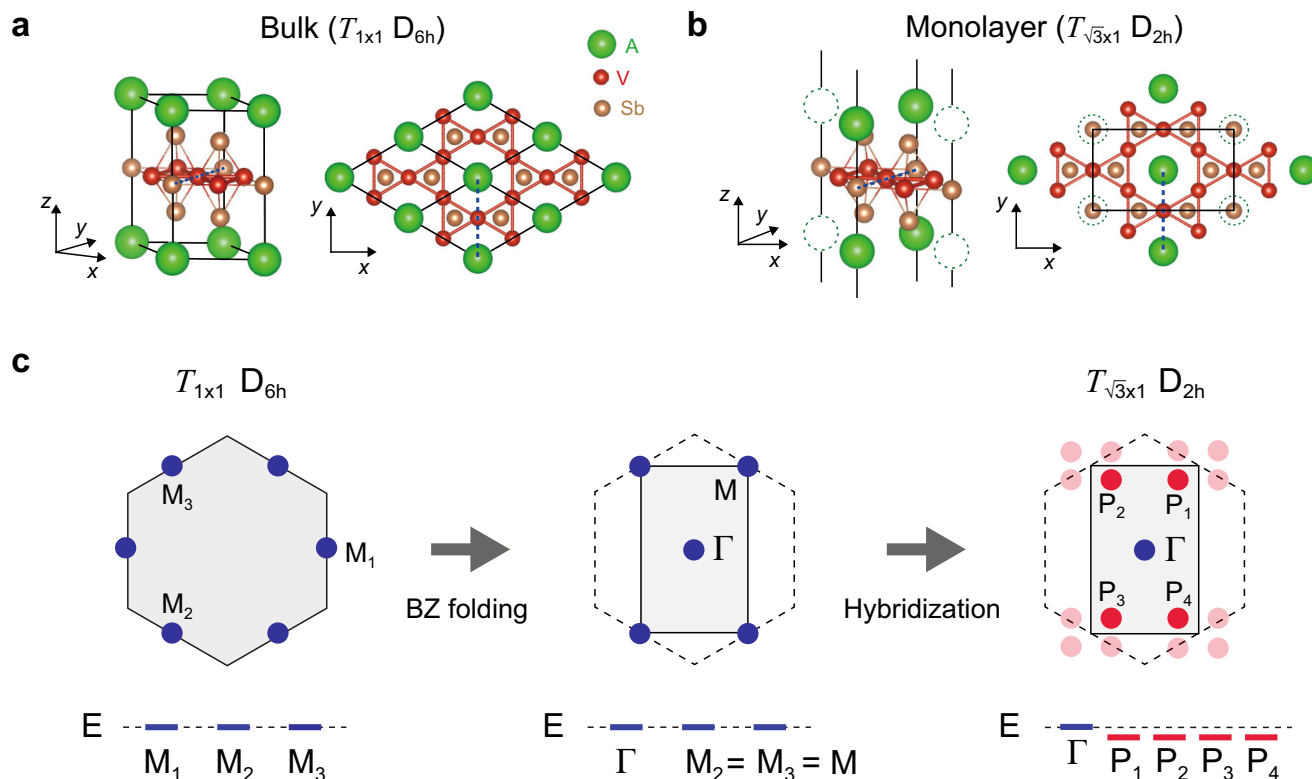 a
Bulk (T1x1 D6h)
A
V
Sb
z
y
x
y
x
b
Monolayer (T√3x1 D2h)
z
y
x
y
x
c
T1x1 D6h
M3
M1
M2
BZ folding
M
Γ
Hybridization
T√3x1 D2h
P2
P1
Γ
P3
P4
E
M1 M2 M3
E
Γ M2 = M3 = M
E
Γ
P1 P2 P3 P4